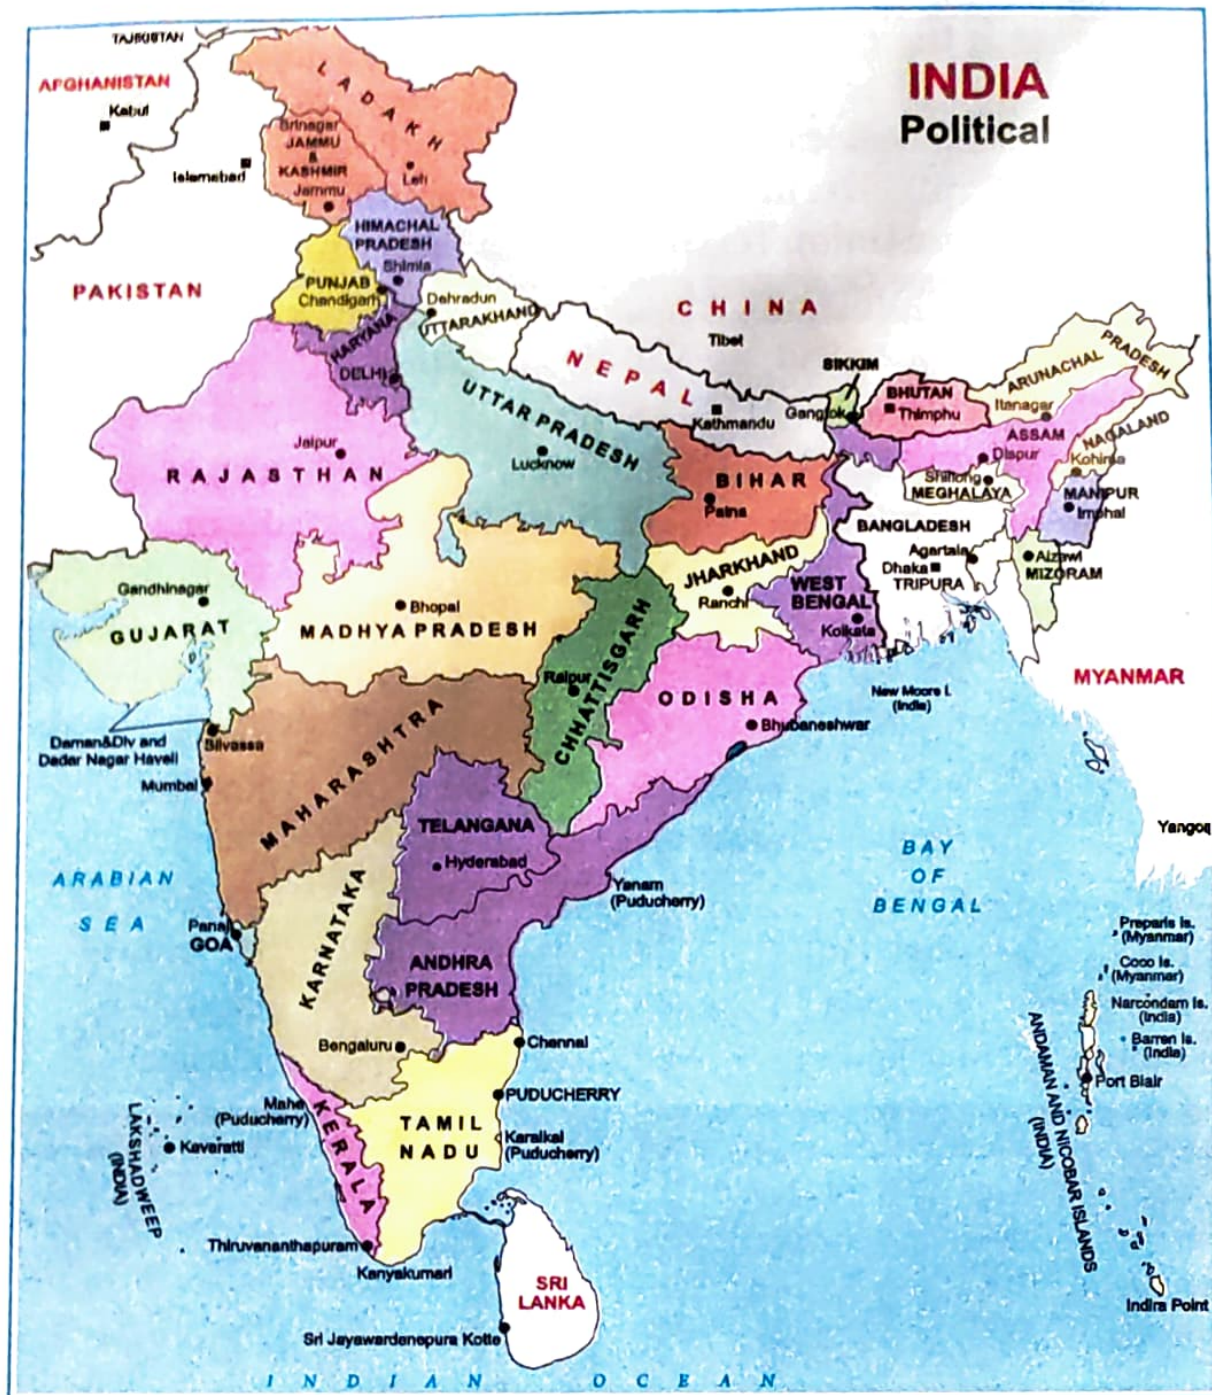 INDIA
Political
TAJIKISTAN
AFGHANISTAN
Kabul
Islamabad
LADAKH
Srinagar
JAMMU
&
KASHMIR
Jammu
Leh
HIMACHAL
PRADESH
Shimla
PAKISTAN
PUNJAB
Chandigarh
Dehradun
UTTARAKHAND
HARYANA
DELHI
CHINA
Tibet
NEPAL
Kathmandu
SIKKIM
Gangtok
BHUTAN
Thimphu
ARUNACHAL
PRADESH
Itanagar
ASSAM
Dispur
NAGALAND
Kohima
Shillong
MEGHALAYA
MANIPUR
Imphal
UTTAR PRADESH
Lucknow
Jaipur
RAJASTHAN
BIHAR
Patna
BANGLADESH
Agartala
Dhaka
TRIPURA
Aizawl
MIZORAM
JHARKHAND
Ranchi
WEST
BENGAL
Kolkata
Gandhinagar
GUJARAT
Bhopal
MADHYA PRADESH
CHHATTISGARH
Raipur
ODISHA
Bhubaneshwar
New Moore I.
(India)
MYANMAR
Daman&Div and
Dadar Nagar Haveli
Silvassa
Mumbai
MAHARASHTRA
TELANGANA
Hyderabad
Yangon
ARABIAN
SEA
BAY
OF
BENGAL
Yanam
(Puducherry)
Panaji
GOA
KARNATAKA
ANDHRA
PRADESH
Preparis Is.
(Myanmar)
Coco Is.
(Myanmar)
Narcondam Is.
(India)
Barren Is.
(India)
Port Blair
ANDAMAN AND NICOBAR ISLANDS
(INDIA)
Bengaluru
Chennai
PUDUCHERRY
Mahe
(Puducherry)
KERALA
TAMIL
NADU
Karaikal
(Puducherry)
LAKSHADWEEP
(INDIA)
Kavaratti
Thiruvananthapuram
Kanyakumari
SRI
LANKA
Sri Jayawardenepura Kotte
Indira Point
INDIAN OCEAN